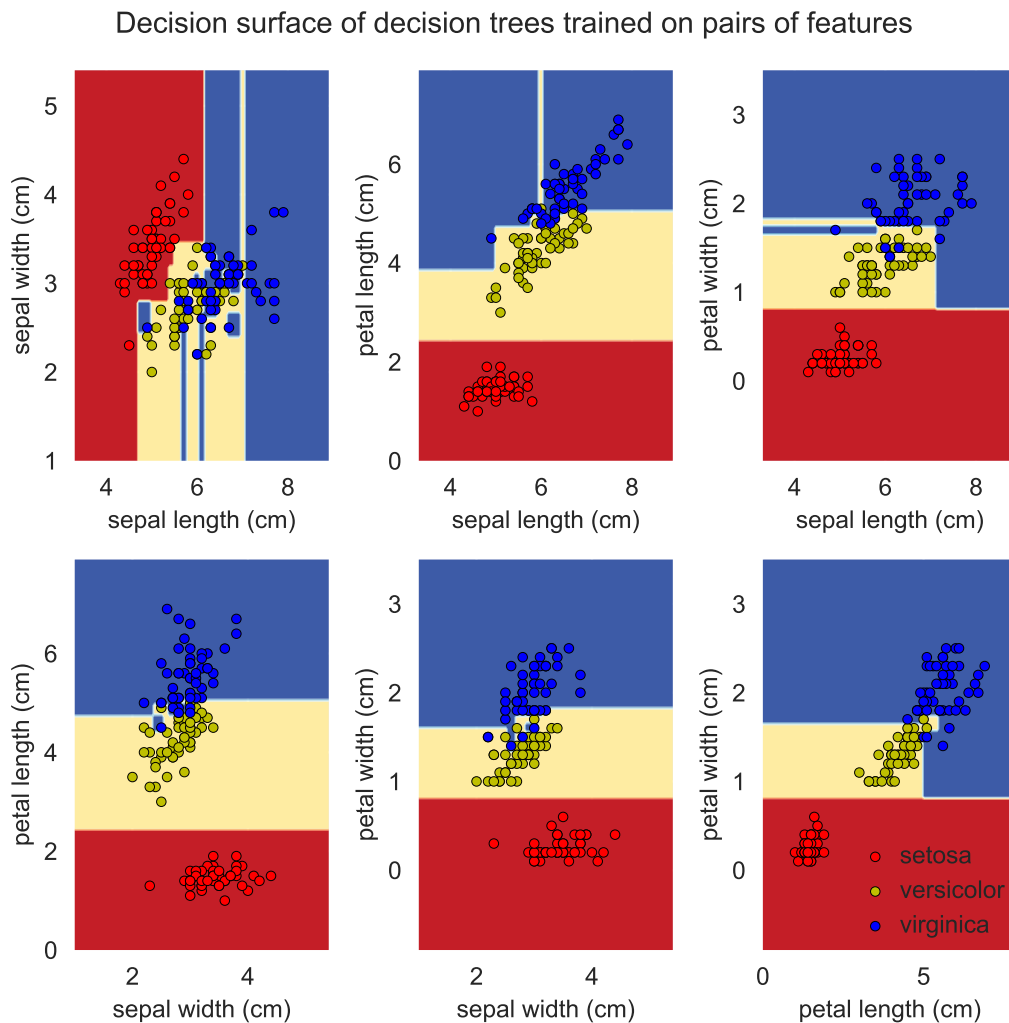 Decision surface of decision trees trained on pairs of features
5
4
3
2
1
sepal width (cm)
4 6 8
sepal length (cm)
6
4
2
0
petal length (cm)
4 6 8
sepal length (cm)
3
2
1
0
petal width (cm)
4 6 8
sepal length (cm)
6
4
2
0
petal length (cm)
2 4
sepal width (cm)
3
2
1
0
petal width (cm)
2 4
sepal width (cm)
3
2
1
0
petal width (cm)
setosa
versicolor
virginica
0 5
petal length (cm)